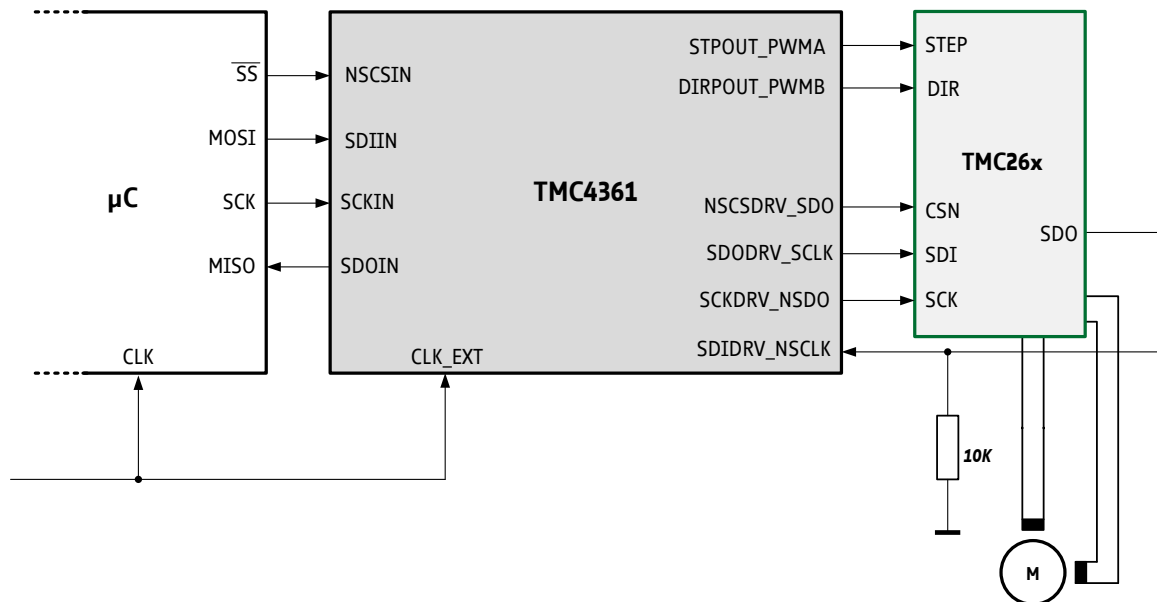 SS
MOSI
SCK
MISO
µC
CLK
NSCSIN
SDIIN
SCKIN
SDOIN
TMC4361
CLK_EXT
STPOUT_PWMA
DIRPOUT_PWMB
NSCSDRV_SDO
SDODRV_SCLK
SCKDRV_NSDO
SDIDRV_NSCLK
STEP
DIR
TMC26x
CSN
SDI
SCK
SDO
10K
M